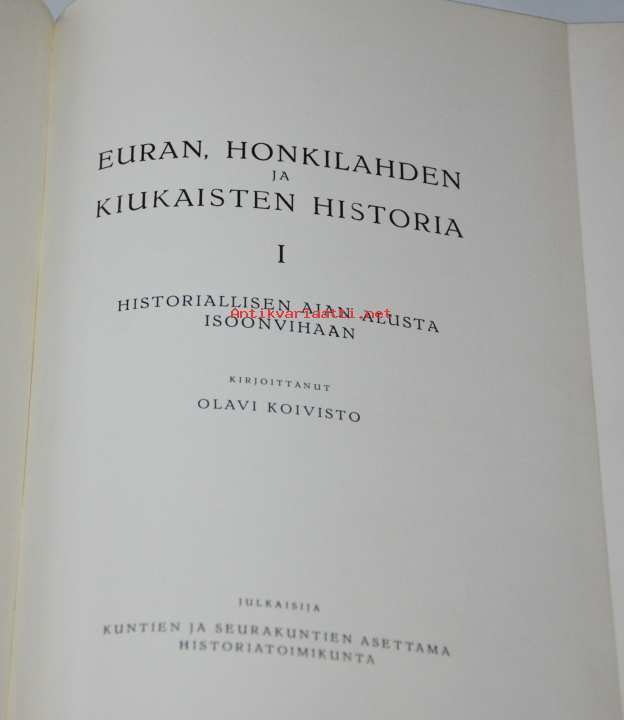 EURAN, HONKILAHDEN
JA
KIUKAISTEN HISTORIA
I
HISTORIALLISEN AJAN ALUSTA
Antikvariaatti.net
ISOONVIHAAN
KIRJOITTANUT
OLAVI KOIVISTO
JULKAISIJA
KUNTIEN JA SEURAKUNTIEN ASETTAMA
HISTORIATOIMIKUNTA